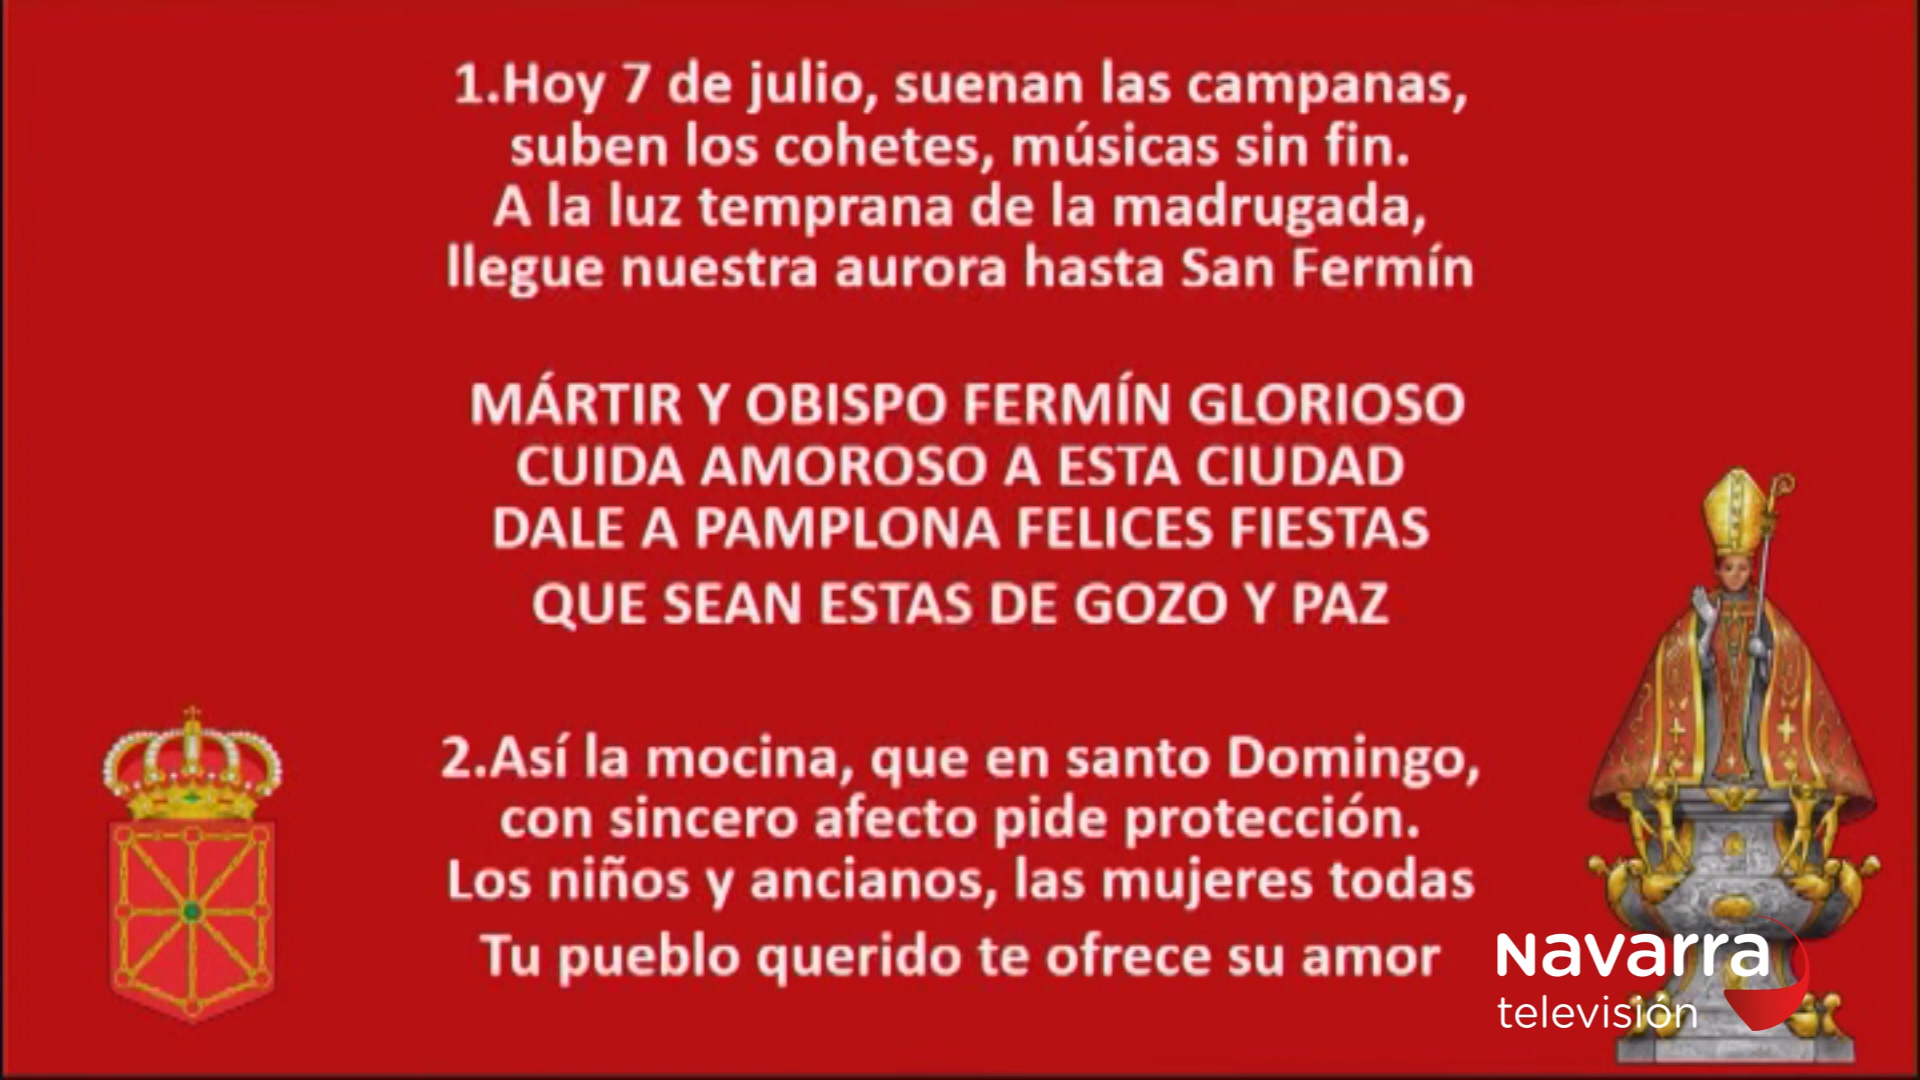 1.Hoy 7 de julio, suenan las campanas,
suben los cohetes, músicas sin fin.
A la luz temprana de la madrugada,
llegue nuestra aurora hasta San Fermín
MÁRTIR Y OBISPO FERMÍN GLORIOSO
CUIDA AMOROSO A ESTA CIUDAD
DALE A PAMPLONA FELICES FIESTAS
QUE SEAN ESTAS DE GOZO Y PAZ
2.Así la mocina, que en santo Domingo,
con sincero afecto pide protección.
Los niños y ancianos, las mujeres todas
Tu pueblo querido te ofrece su amor
Navarra
televisión